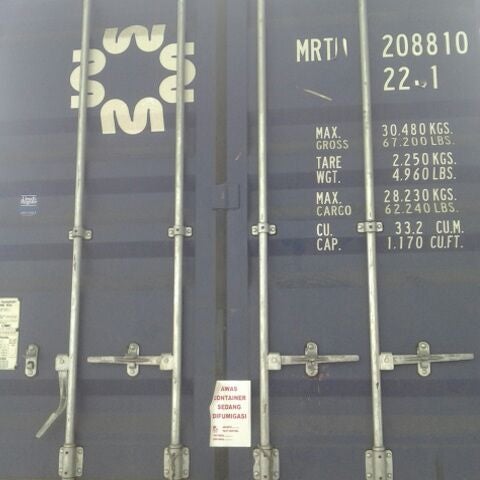 208810
22 1
MAX. 30.480 KGS.
GROSS 67.200 LBS.
TARE 2.250 KGS.
WGT. 4.960 LBS.
MAX. 28.230 KGS.
CARGO 62.240 LBS.
CU. 33.2 CU.M.
CAP. 1.170 CU.FT.
AWAS
CONTAINER
SEDANG
DIFUMIGASI